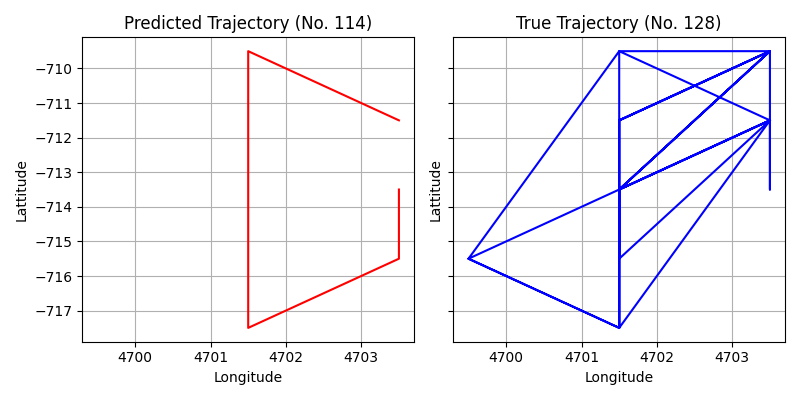 Predicted Trajectory (No. 114)
True Trajectory (No. 128)
Lattitude
−710
−711
−712
−713
−714
−715
−716
−717
4700
4701
4702
4703
Longitude
Lattitude
4700
4701
4702
4703
Longitude